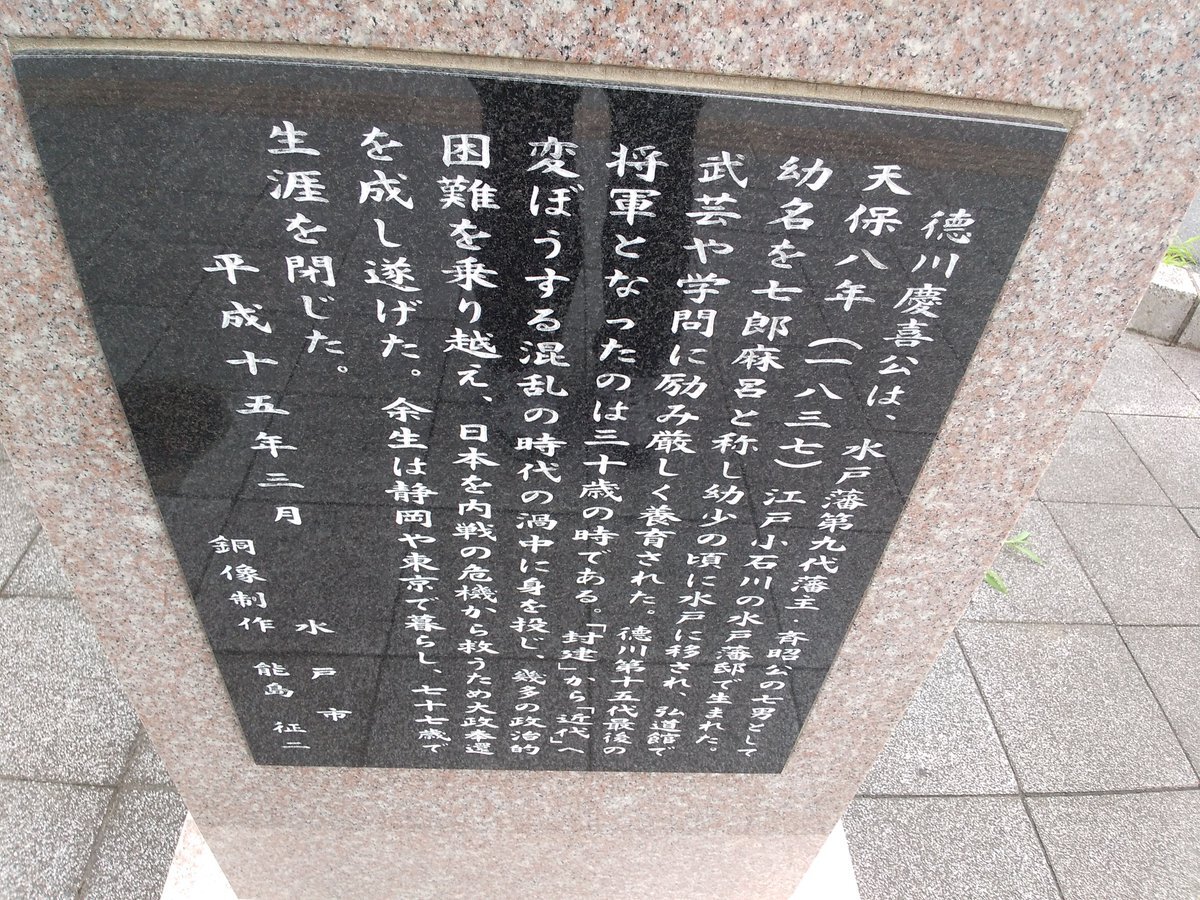 徳川慶喜公は、水戸藩第九代藩主・斉昭公の七男として
天保八年（一八三七）江戸小石川の水戸藩邸で生まれた。
幼名を七郎麻呂と称し幼少の頃に水戸に移され、弘道館で
武芸や学問に励み厳しく養育された。徳川第十五代最後の
将軍となったのは三十歳の時である。「封建」から「近代」へ
変ぼうする混乱の時代の渦中に身を投じ、幾多の政治的
困難を乗り越え、日本を内戦の危機から救うため大政奉還
を成し遂げた。余生は静岡や東京で暮らし、七十七歳で
生涯を閉じた。
平成十五年三月
水戸市
銅像制作 能島征二